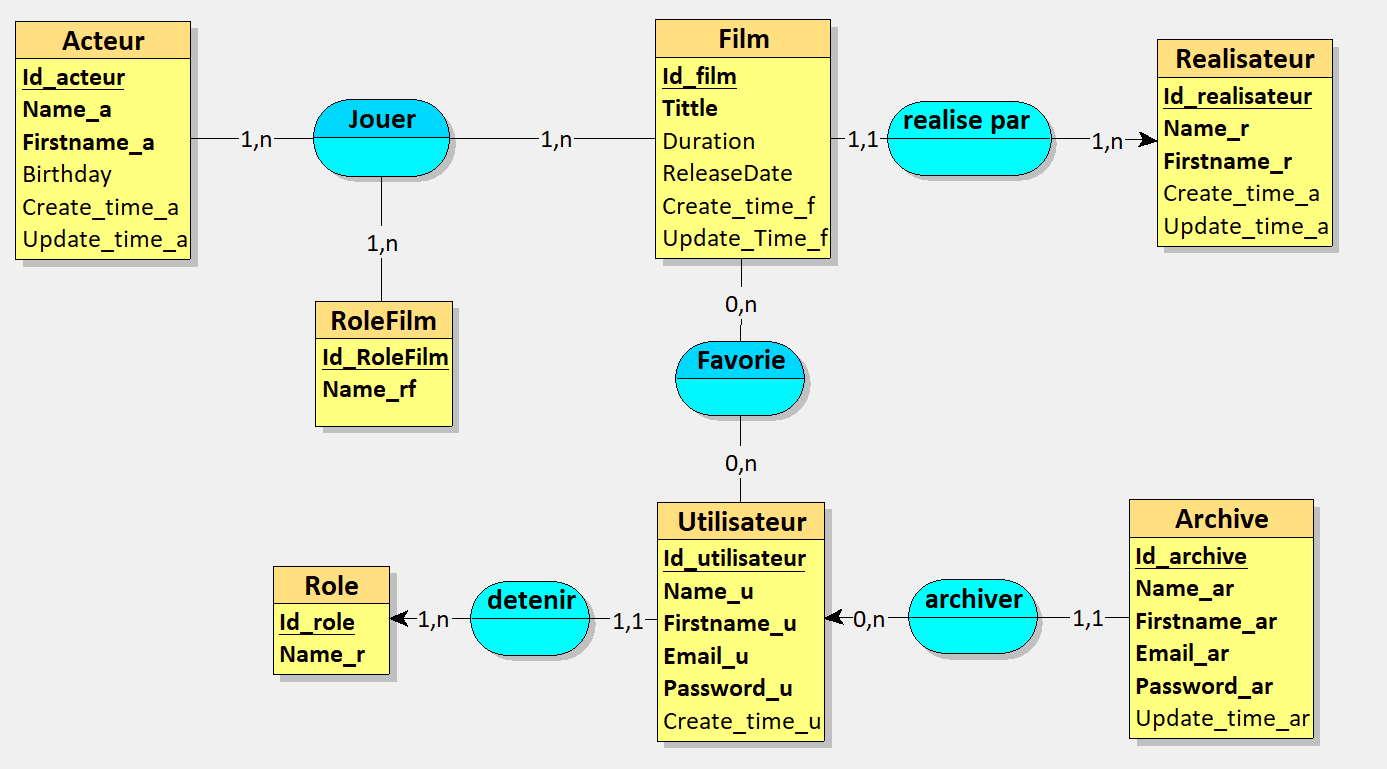 Acteur
Id_acteur
Name_a
Firstname_a
Birthday
Create_time_a
Update_time_a
1,n
Jouer
1,n
1,n
RoleFilm
Id_RoleFilm
Name_rf
Film
Id_film
Tittle
Duration
ReleaseDate
Create_time_f
Update_Time_f
1,1
realise par
1,n
Realisateur
Id_realisateur
Name_r
Firstname_r
Create_time_a
Update_time_a
0,n
Favorie
0,n
Role
Id_role
Name_r
1,n
detenir
1,1
Utilisateur
Id_utilisateur
Name_u
Firstname_u
Email_u
Password_u
Create_time_u
0,n
archiver
1,1
Archive
Id_archive
Name_ar
Firstname_ar
Email_ar
Password_ar
Update_time_ar